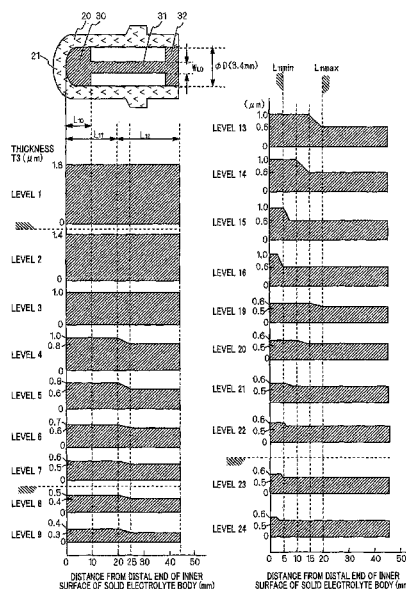 20
30
31
32
21
WLD
φD(3.4mm)
L10
L11
L12
THICKNESS
T3 (μm)
1.8
LEVEL 1
0
1.4
LEVEL 2
0
1.0
LEVEL 3
0
1.0
0.8
LEVEL 4
0
0.8
0.6
LEVEL 5
0
0.7
0.6
LEVEL 6
0
0.6
0.5
LEVEL 7
0
0.5
0.4
LEVEL 8
0
0.4
0.3
LEVEL 9
0
0 10 20 25 30 40 50
DISTANCE FROM DISTAL END OF INNER
SURFACE OF SOLID ELECTROLYTE BODY (mm)
Lnmin
Lnmax
(μm)
1.0
0.5
LEVEL 13
0
1.0
LEVEL 14
0.5
0
1.0
LEVEL 15
0.5
0
1.0
LEVEL 16
0.5
0
0.6
0.5
LEVEL 19
0
0.6
0.5
LEVEL 20
0
0.6
0.5
LEVEL 21
0
0.6
0.5
LEVEL 22
0
0.6
0.5
LEVEL 23
0
0.6
0.5
LEVEL 24
0
0 5 10 15 20 30 40 50
DISTANCE FROM DISTAL END OF INNER
SURFACE OF SOLID ELECTROLYTE BODY (mm)